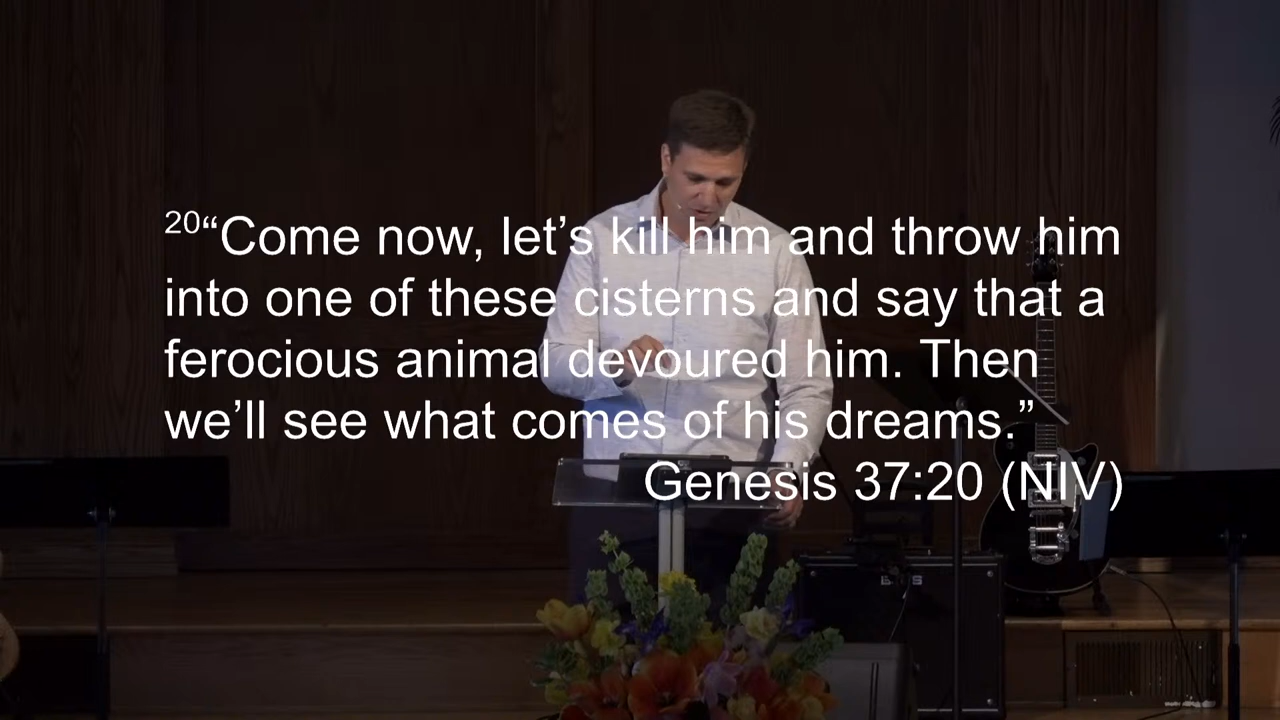 20“Come now, let’s kill him and throw him
into one of these cisterns and say that a
ferocious animal devoured him. Then
we’ll see what comes of his dreams.”
Genesis 37:20 (NIV)